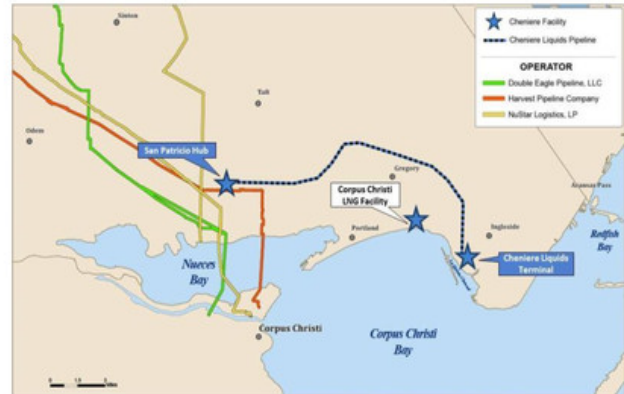 Sinton
Taft
Odem
San Patricio Hub
Gregory
Corpus Christi
LNG Facility
Portland
Ingleside
Aransas Pass
Redfish
Bay
Cheniere Liquids
Terminal
Nueces
Bay
Corpus Christi
Corpus Christi
Bay
Cheniere Facility
Cheniere Liquids Pipeline
OPERATOR
Double Eagle Pipeline, LLC
Harvest Pipeline Company
NuStar Logistics, LP